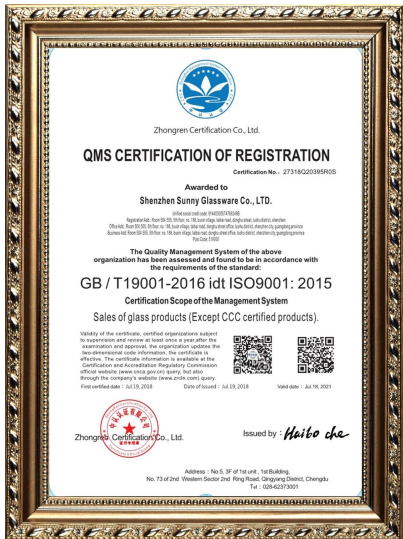 Zhongren Certification Co., Ltd.
QMS CERTIFICATION OF REGISTRATION
Certification No.: 27318Q20395R0S
Awarded to
Shenzhen Sunny Glassware Co., LTD.
The Quality Management System of the above
organization has been assessed and found to be in accordance with
the requirements of the standard:
GB / T19001-2016 idt ISO9001: 2015
Certification Scope of the Management System
Sales of glass products (Except CCC certified products).
Validity of the certificate, certified organizations subject
to supervision and review at least once a year,after the
examination and approval, the organization updates the
two-dimensional code information, the certificate is
effective. The certificate information is available at the
Certification and Accreditation Regulatory Commission
official website (www.cnca.gov.cn) query, but also
through the company's website (www.zrclx.com) query.
First certified date : Jul.19, 2018
Date of Issued : Jul.19, 2018
Valid date : Jul 18, 2021
Zhongren Certification Co., Ltd.
Issued by : Haibo che
Address : No.5, 3F of 1st unit , 1st Building,
No. 73 of 2nd Western Sector 2nd Ring Road, Qingyang District, Chengdu
Tel : 028-62373001